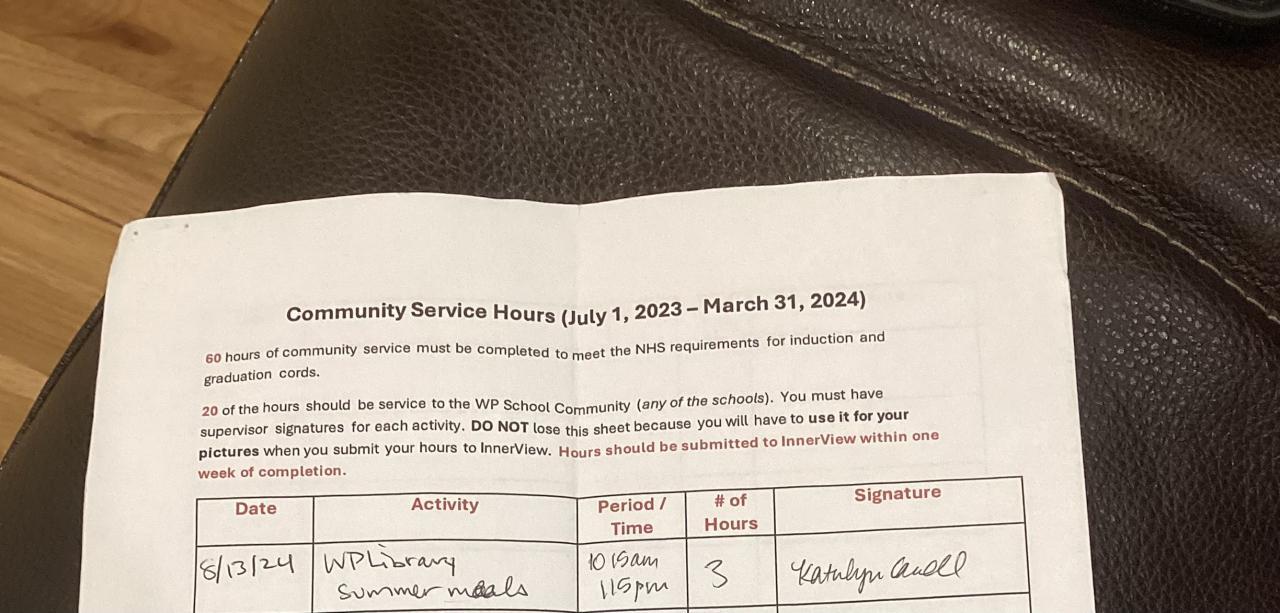 Community Service Hours (July 1, 2023 – March 31, 2024)
60 hours of community service must be completed to meet the NHS requirements for induction and
graduation cords.
20 of the hours should be service to the WP School Community (any of the schools). You must have
supervisor signatures for each activity. DO NOT lose this sheet because you will have to use it for your
pictures when you submit your hours to InnerView. Hours should be submitted to InnerView within one
week of completion.
Date Activity Period / Time # of Hours Signature
8/13/24 WP Library 1015am 3
Summer meals 115pm